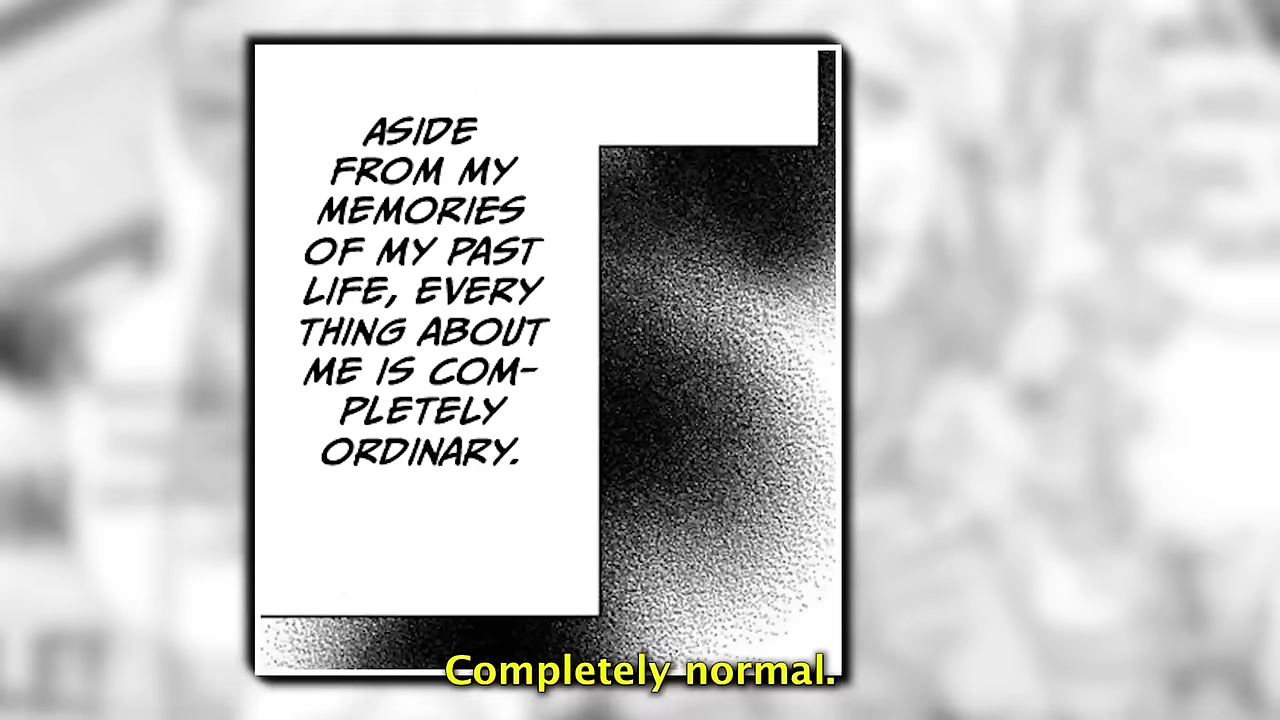 ASIDE
FROM MY
MEMORIES
OF MY PAST
LIFE, EVERY
THING ABOUT
ME IS COM-
PLETELY
ORDINARY.
Completely normal.